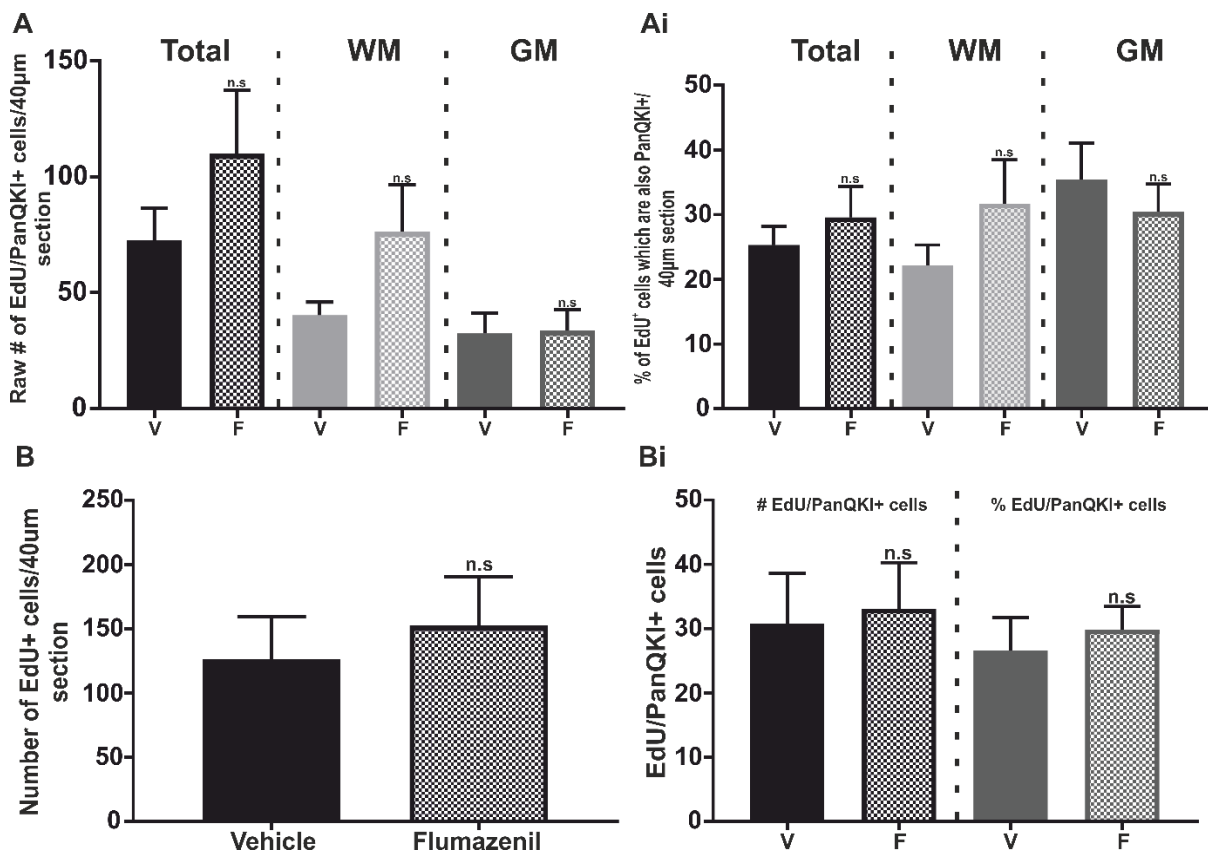 A
Total WM GM
Raw # of EdU/PanQKI+ cells/40µm
section
150
100
50
0
n.s
n.s
n.s
V F V F V F
Ai
Total WM GM
% of EdU+ cells which are also PanQKI+/
40µm section
50
40
30
20
10
0
n.s
n.s
n.s
V F V F V F
B
Number of EdU+ cells/40um
section
250
200
150
100
50
0
n.s
Vehicle Flumazenil
Bi
EdU/PanQKI+ cells
50
40
30
20
10
0
# EdU/PanQKI+ cells % EdU/PanQKI+ cells
n.s
n.s
V F V F